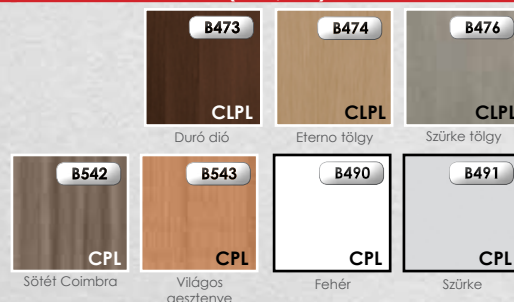 B473 B474 B476
CLPL CLPL CLPL
Duró dió Eterno tölgy Szürke tölgy
B542 B543 B490 B491
CPL CPL CPL CPL
Sötét Coimbra Világos gesztenye Fehér Szürke